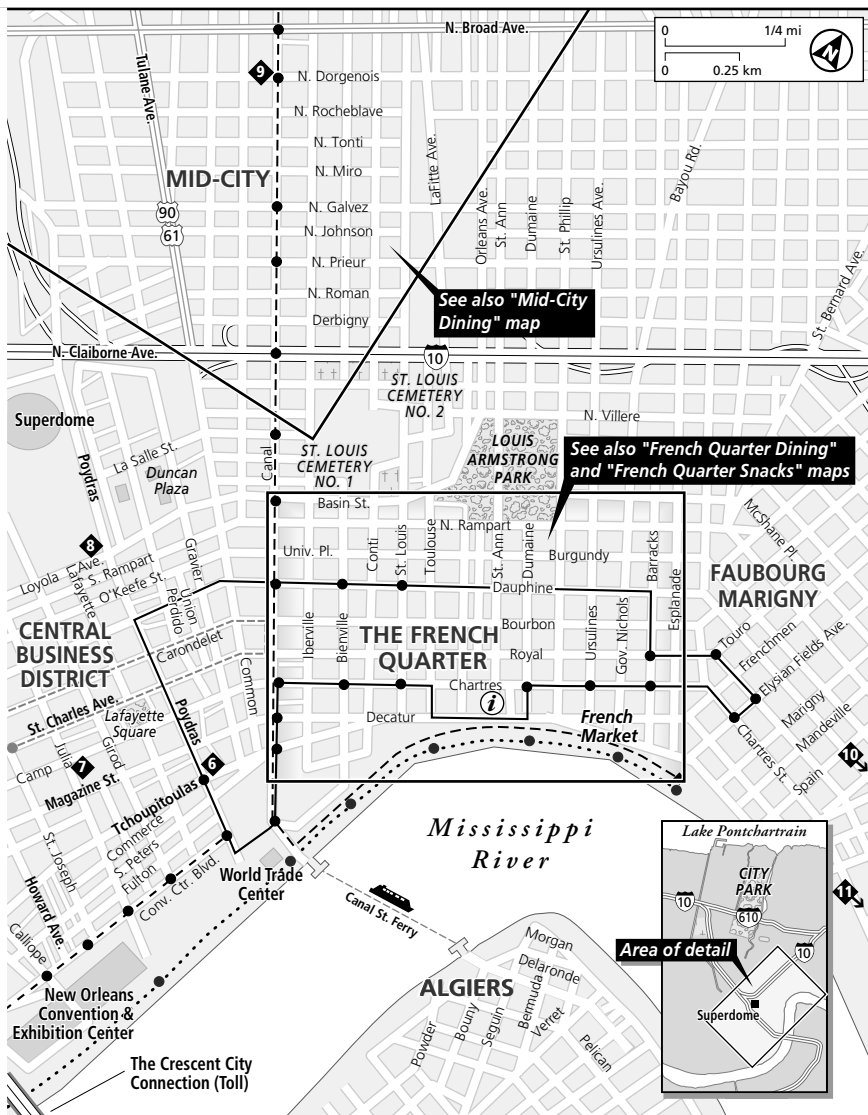 N. Broad Ave.
0 1/4 mi
0 0.25 km
N
Tulane Ave.
9
N. Dorgenois
N. Rocheblave
N. Tonti
N. Miro
MID-CITY
90
61
N. Galvez
N. Johnson
N. Prieur
N. Roman
Derbigny
LaFitte Ave.
Orleans Ave.
St. Ann
Dumaine
St. Phillip
Ursulines Ave.
Bayou Rd.
St. Bernard Ave.
See also "Mid-City
Dining" map
N. Claiborne Ave.
10
ST. LOUIS
CEMETERY
NO. 2
N. Villere
Superdome
Poydras
La Salle St.
Duncan
Plaza
Canal
ST. LOUIS
CEMETERY
NO. 1
LOUIS
ARMSTRONG
PARK
See also "French Quarter Dining"
and "French Quarter Snacks" maps
Basin St.
N. Rampart
McShane Pl.
8
Loyola Ave.
Lafayette
S. Rampart
O'Keefe St.
Gravier
Union
Perdido
Univ. Pl.
Conti
St. Louis
Toulouse
St. Ann
Dumaine
Burgundy
Barracks
Esplanade
Dauphine
FAUBOURG
MARIGNY
CENTRAL
BUSINESS
DISTRICT
Carondelet
Common
Iberville
Bienville
THE FRENCH
QUARTER
Bourbon
Royal
Ursulines
Gov. Nichols
Touro
Frenchmen
Elysian Fields Ave.
St. Charles Ave.
Lafayette
Square
Poydras
Chartres
Decatur
i
French
Market
Marigny
Mandeville
Chartres St.
Spain
10
Camp
Julia
7
Girod
Magazine St.
6
Tchoupitoulas
Commerce
S. Peters
Fulton
Conv. Ctr. Blvd.
St. Joseph
Howard Ave.
Calliope
World Trade
Center
Mississippi
River
Canal St. Ferry
Lake Pontchartrain
CITY
PARK
10
610
10
Area of detail
Superdome
11
New Orleans
Convention &
Exhibition Center
ALGIERS
Morgan
Delaronde
Bermuda
Verret
Seguin
Bouny
Powder
Pelican
The Crescent City
Connection (Toll)